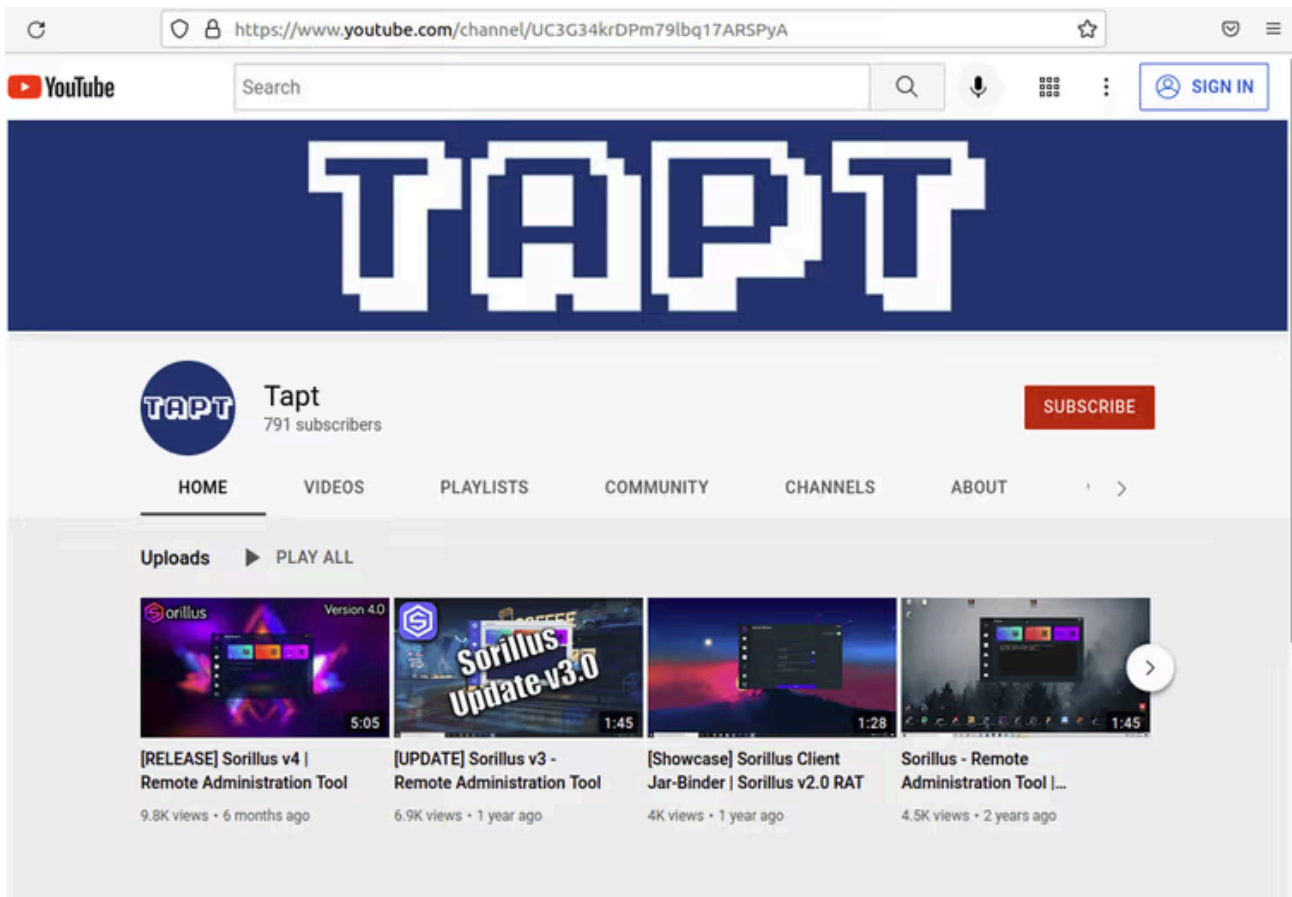 https://www.youtube.com/channel/UC3G34krDPm79lbq17ARSPyA
YouTube
Search
SIGN IN
TAPT
TAPT
Tapt
791 subscribers
SUBSCRIBE
HOME VIDEOS PLAYLISTS COMMUNITY CHANNELS ABOUT
Uploads PLAY ALL
Sorillus Version 4.0
5:05
COFFEE
Sorillus
Update v3.0
1:45
1:28
1:45
[RELEASE] Sorillus v4 |
Remote Administration Tool
9.8K views • 6 months ago
[UPDATE] Sorillus v3 -
Remote Administration Tool
6.9K views • 1 year ago
[Showcase] Sorillus Client
Jar-Binder | Sorillus v2.0 RAT
4K views • 1 year ago
Sorillus - Remote
Administration Tool |...
4.5K views • 2 years ago